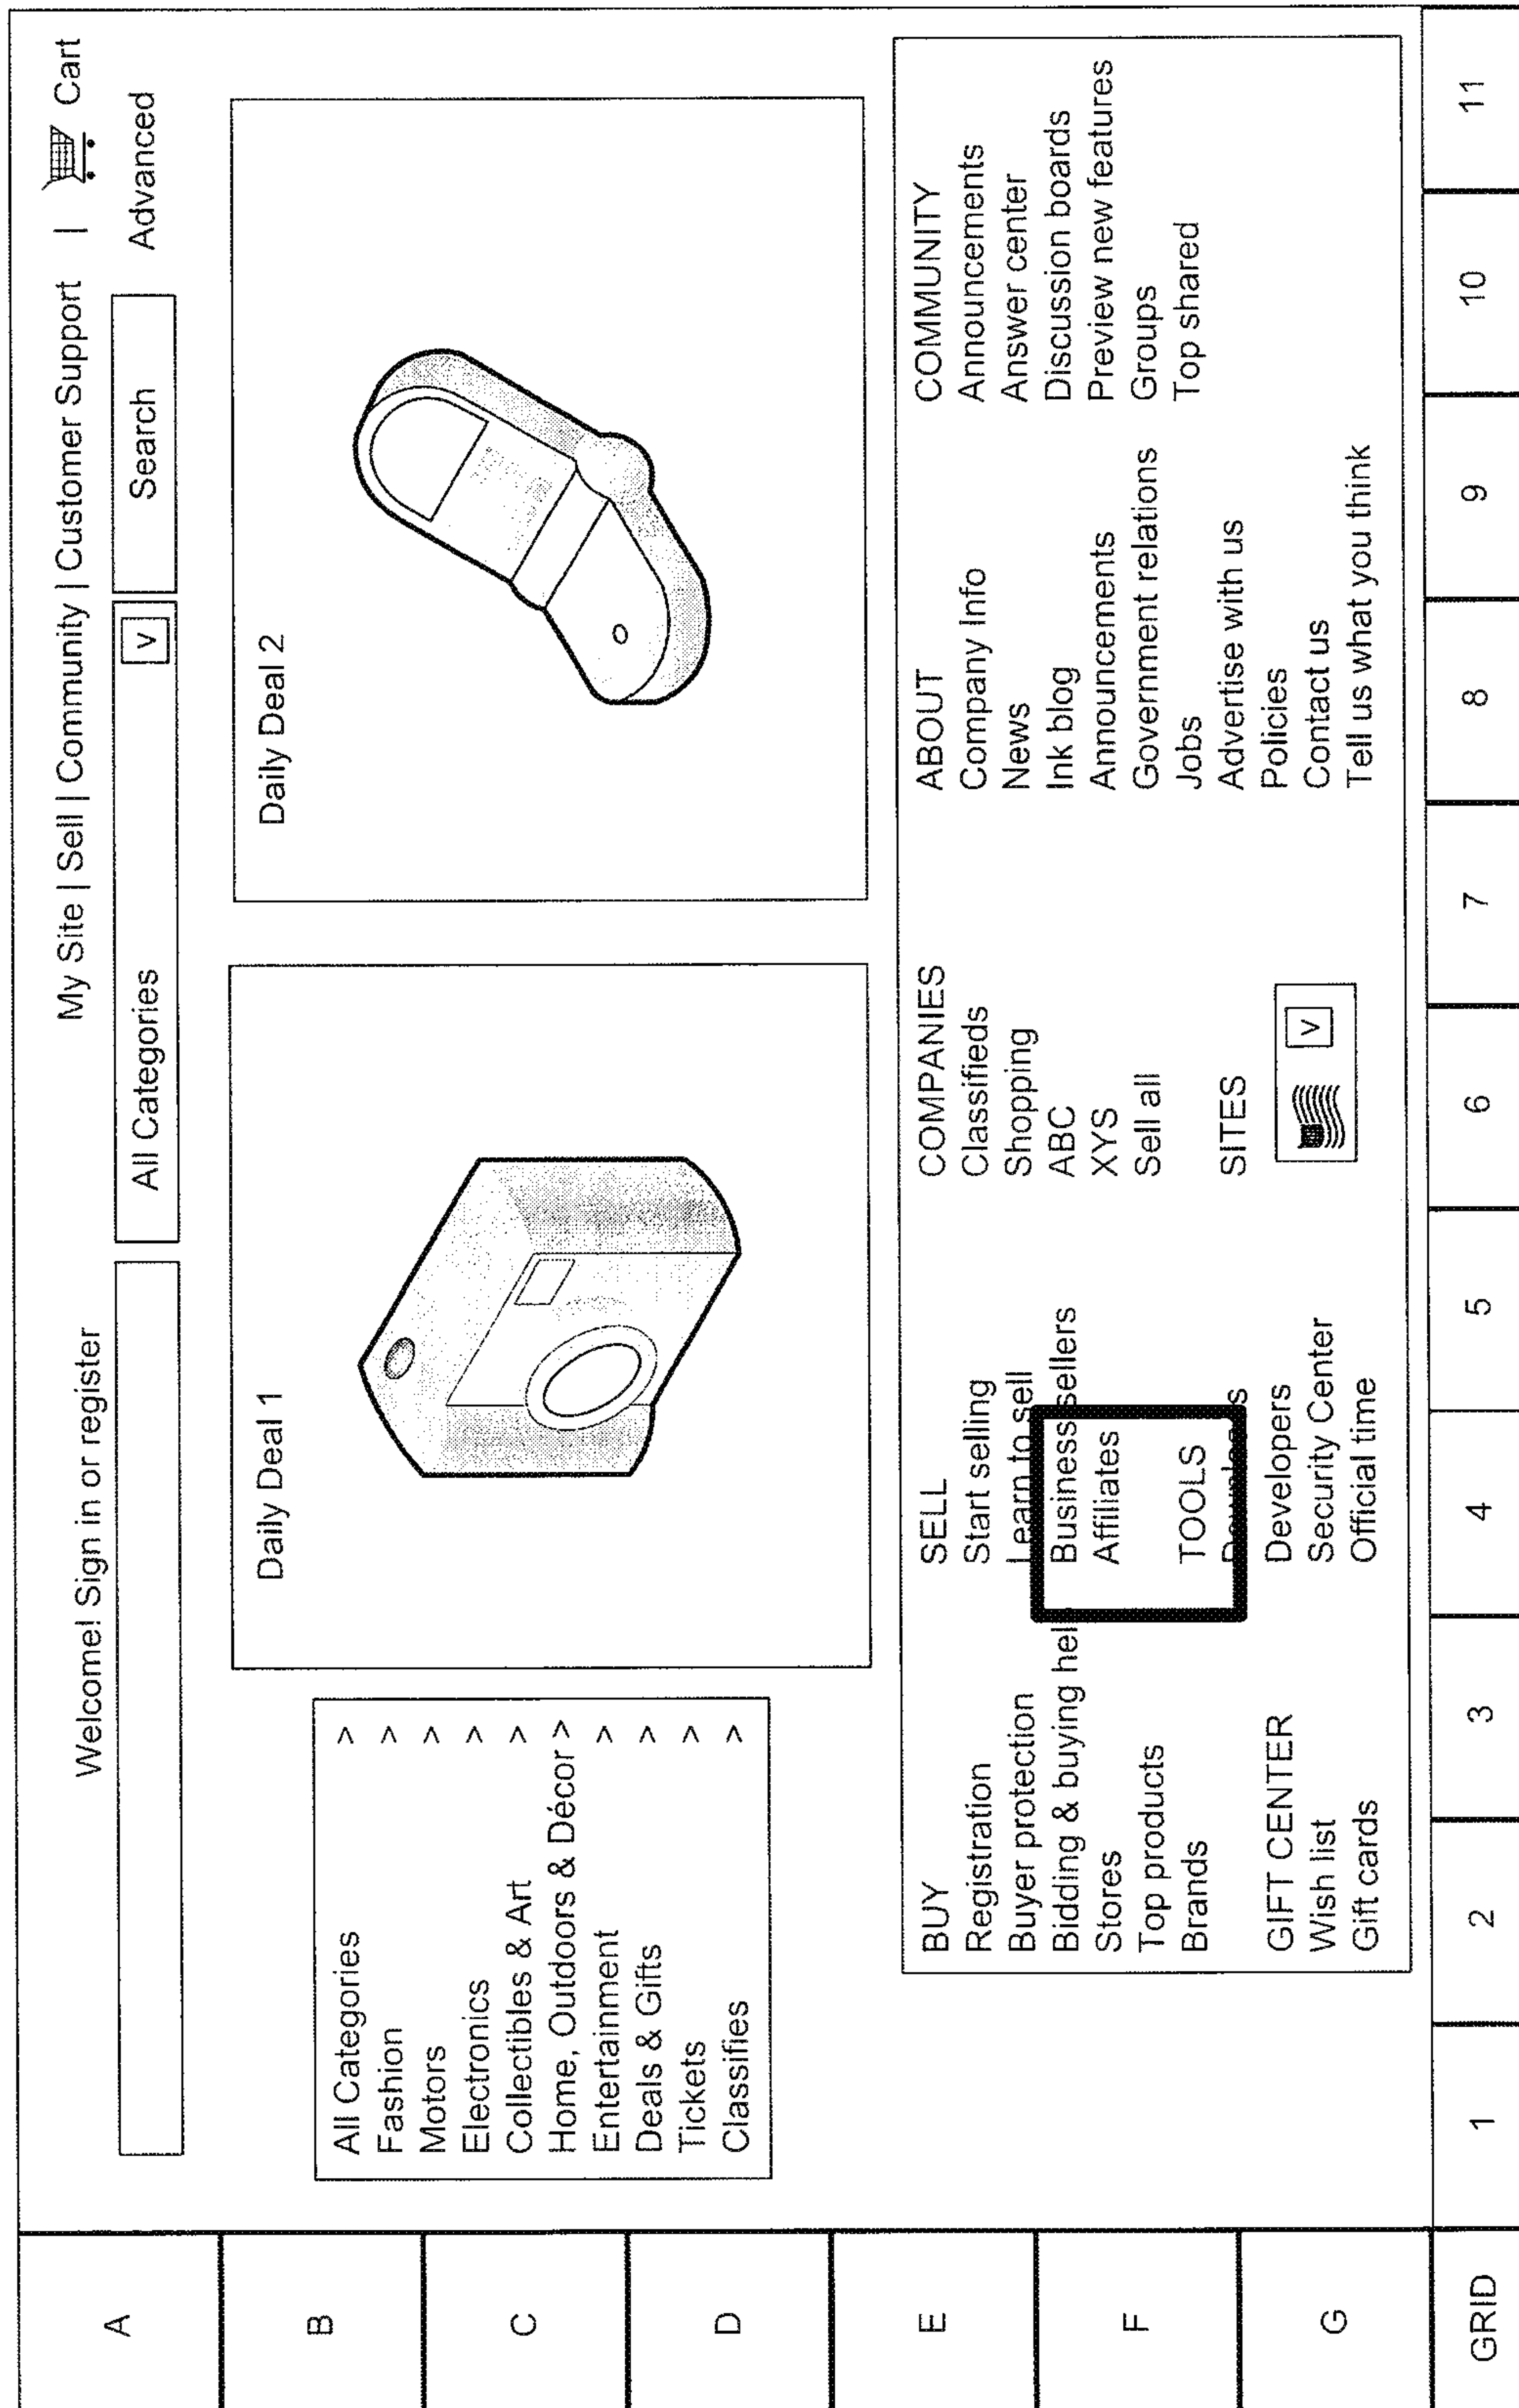 My Site | Sell | Community | Customer Support | Cart
Welcome! Sign in or register
All Categories v Search Advanced
All Categories >
Fashion >
Motors >
Electronics >
Collectibles & Art >
Home, Outdoors & Décor >
Entertainment >
Deals & Gifts >
Tickets >
Classifies >
Daily Deal 1
Daily Deal 2
BUY
Registration
Buyer protection
Bidding & buying hel
Stores
Top products
Brands
GIFT CENTER
Wish list
Gift cards
SELL
Start selling
Learn to sell
Business sellers
Affiliates
TOOLS
Developers
Security Center
Official time
COMPANIES
Classifieds
Shopping
ABC
XYS
Sell all
SITES
v
ABOUT
Company Info
News
Ink blog
Announcements
Government relations
Jobs
Advertise with us
Policies
Contact us
Tell us what you think
COMMUNITY
Announcements
Answer center
Discussion boards
Preview new features
Groups
Top shared
A
B
C
D
E
F
G
GRID 1 2 3 4 5 6 7 8 9 10 11